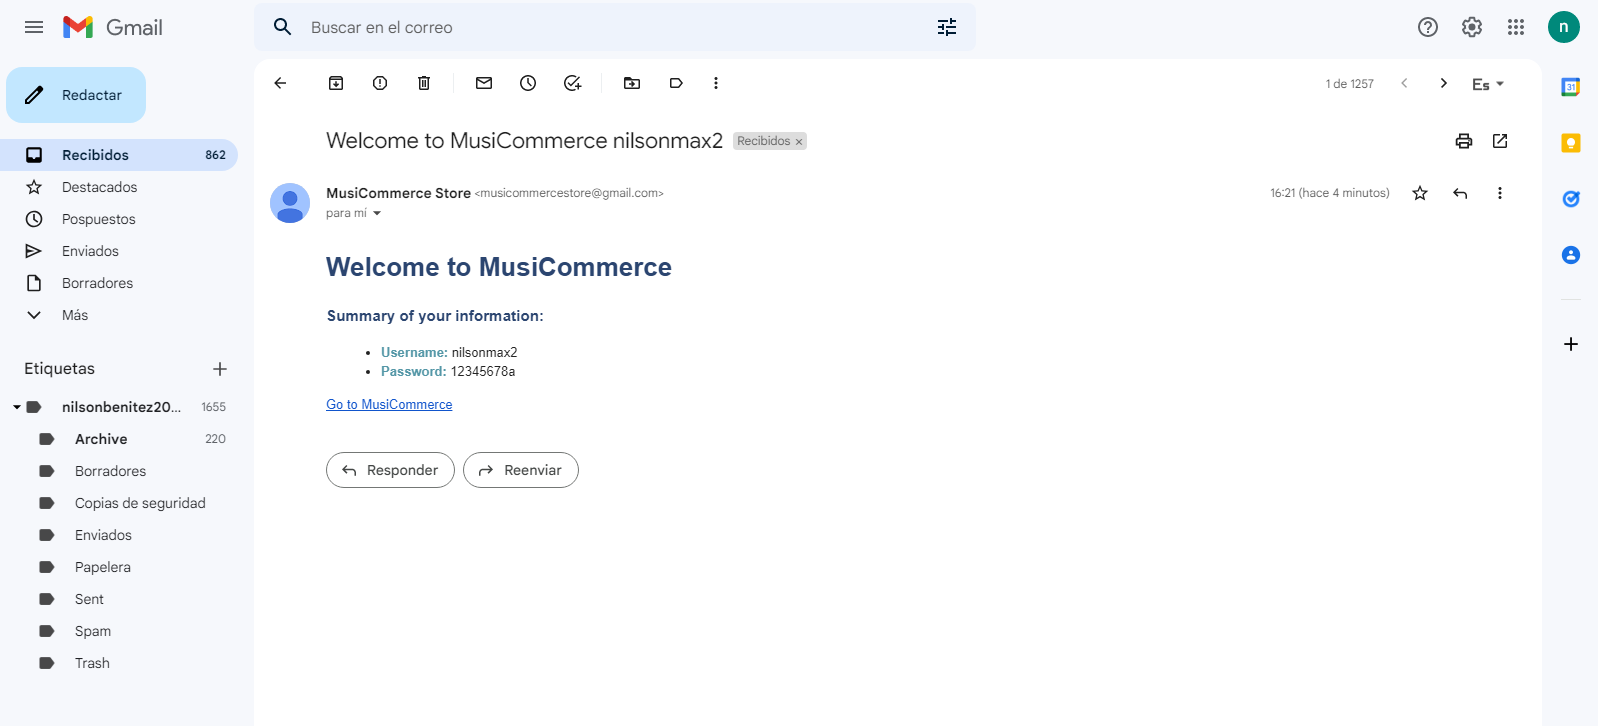 Gmail
Buscar en el correo
n
Redactar
1 de 1257
Es
31
Recibidos 862
Destacados
Pospuestos
Enviados
Borradores
Más
Etiquetas
nilsonbenitez20... 1655
Archive 220
Borradores
Copias de seguridad
Enviados
Papelera
Sent
Spam
Trash
Welcome to MusiCommerce nilsonmax2 Recibidos ×
MusiCommerce Store <musicommercestore@gmail.com> 16:21 (hace 4 minutos)
para mí
Welcome to MusiCommerce
Summary of your information:
• Username: nilsonmax2
• Password: 12345678a
Go to MusiCommerce
Responder Reenviar